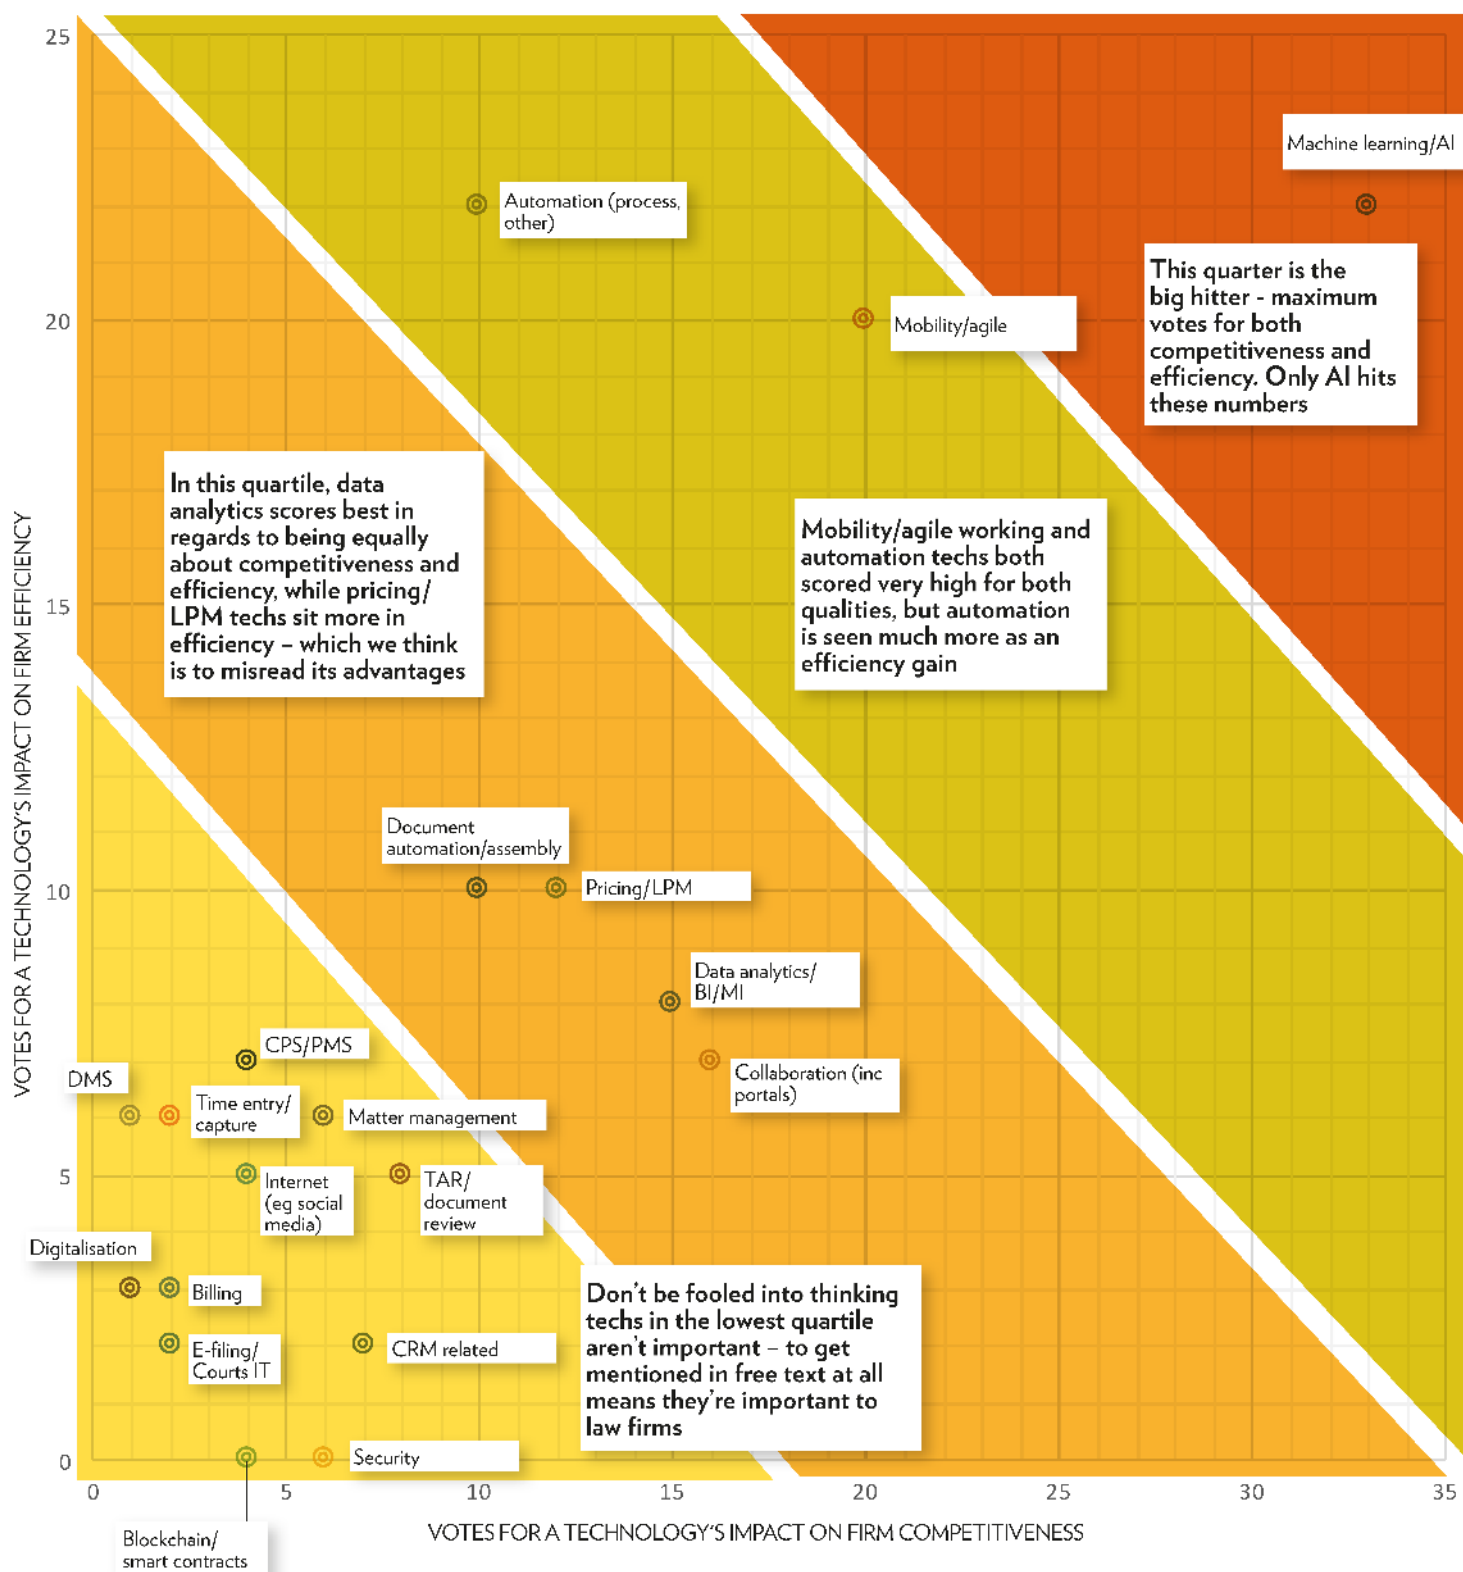 25
Machine learning/AI
Automation (process,
other)
This quarter is the
big hitter - maximum
votes for both
competitiveness and
efficiency. Only AI hits
these numbers
20
Mobility/agile
In this quartile, data
analytics scores best in
regards to being equally
about competitiveness and
efficiency, while pricing/
LPM techs sit more in
efficiency – which we think
is to misread its advantages
Mobility/agile working and
automation techs both
scored very high for both
qualities, but automation
is seen much more as an
efficiency gain
VOTES FOR A TECHNOLOGY'S IMPACT ON FIRM EFFICIENCY
15
Document
automation/assembly
10
Pricing/LPM
Data analytics/
BI/MI
CPS/PMS
DMS
Collaboration (inc
portals)
Time entry/
capture
Matter management
5
Internet
(eg social
media)
TAR/
document
review
Digitalisation
Billing
Don't be fooled into thinking
techs in the lowest quartile
aren't important – to get
mentioned in free text at all
means they're important to
law firms
E-filing/
Courts IT
CRM related
0
Security
0 5 10 15 20 25 30 35
Blockchain/
smart contracts
VOTES FOR A TECHNOLOGY'S IMPACT ON FIRM COMPETITIVENESS